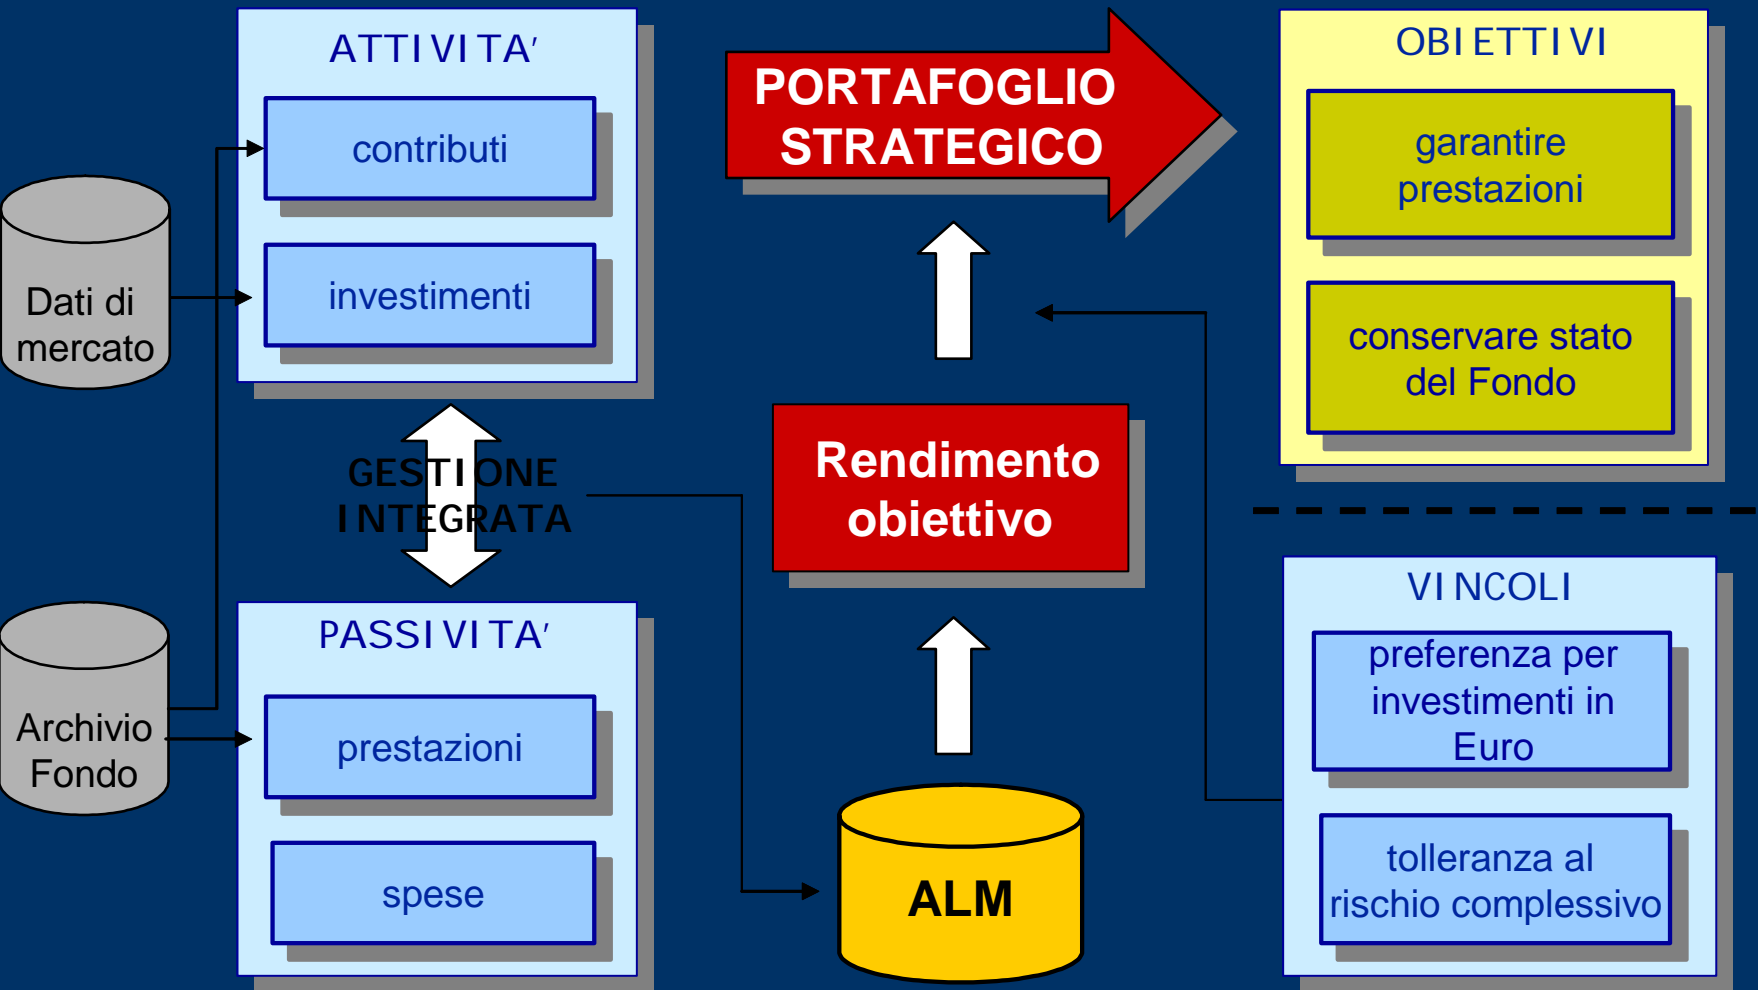 ATTIVITA'
contributi
investimenti
Dati di
mercato
GESTIONE
INTEGRATA
PASSIVITA'
prestazioni
spese
Archivio
Fondo
PORTAFOGLIO
STRATEGICO
Rendimento
obiettivo
ALM
OBIETTIVI
garantire
prestazioni
conservare stato
del Fondo
VINCOLI
preferenza per
investimenti in
Euro
tolleranza al
rischio complessivo